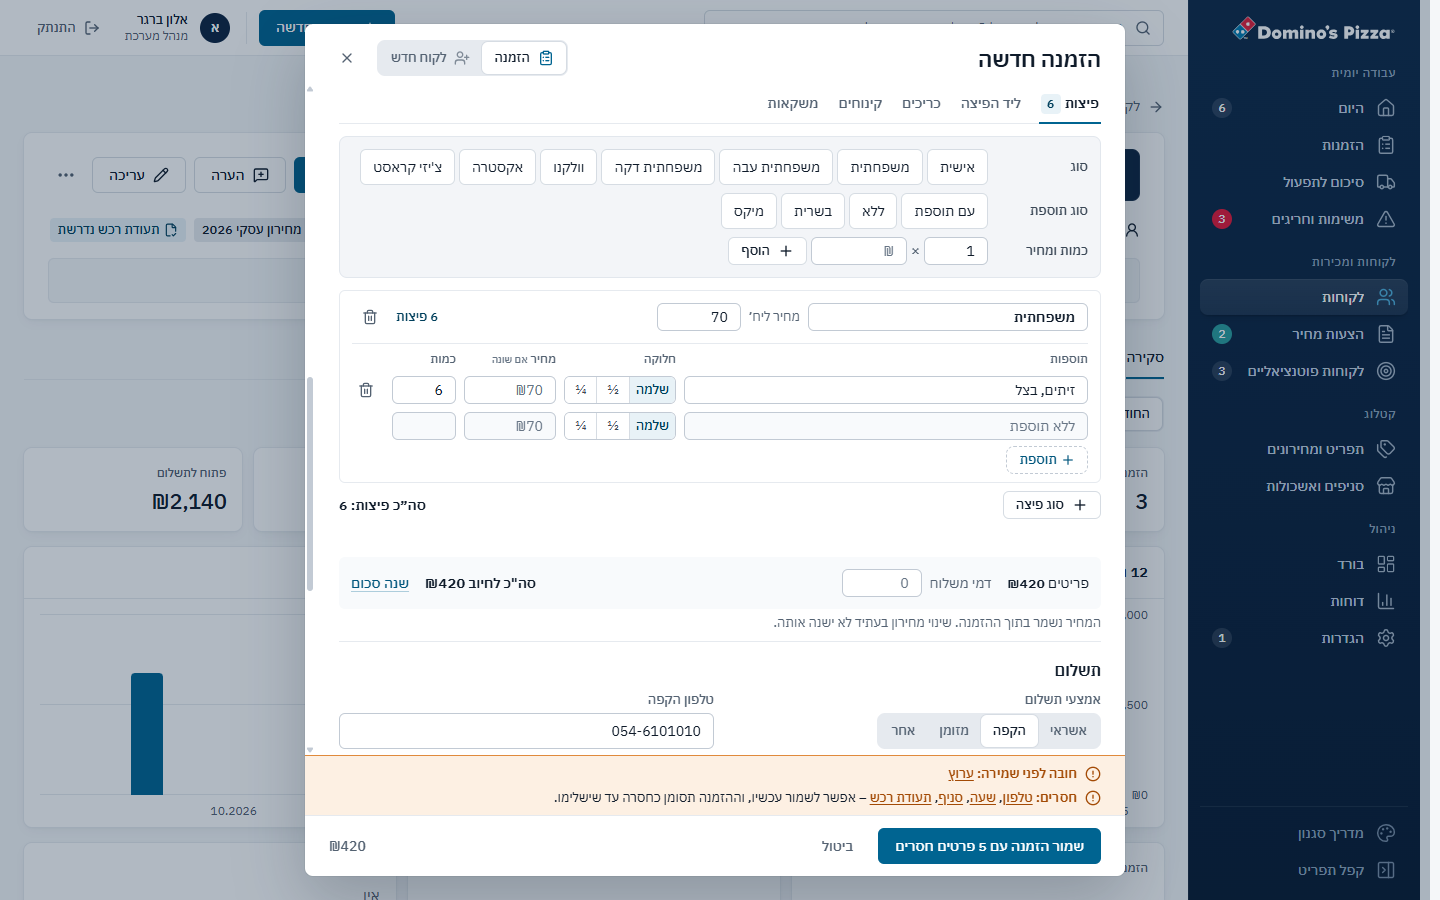 Domino's Pizza
עבודה יומית
היום 6
הזמנות
סיכום לתפעול
משימות וחריגים 3
לקוחות ומכירות
לקוחות
הצעות מחיר 2
לקוחות פוטנציאליים 3
קטלוג
תפריט ומחירונים
סניפים ואשכולות
ניהול
בורד
דוחות
הגדרות 1
מדריך סגנון
קפל תפריט
אלון ברגר
מנהל מערכת
א
התנתק
הערה
עריכה
מחירון עסקי 2026
תעודת רכש נדרשת
סקירה
פתוח לתשלום
₪2,140
3
10.2026
₪0
הזמנה חדשה
הזמנה
לקוח חדש
פיצות 6
ליד הפיצה
כריכים
קינוחים
משקאות
סוג
אישית
משפחתית
משפחתית עבה
משפחתית דקה
וולקנו
אקסטרה
צ'יזי קראסט
סוג תוספת
עם תוספת
ללא
בשרית
מיקס
כמות ומחיר
1 × ₪
הוסף
משפחתית
מחיר ליח׳ 70
6 פיצות
תוספות
חלוקה
מחיר אם שונה
כמות
זיתים, בצל
שלמה ½ ¼
₪70
6
ללא תוספת
שלמה ½ ¼
₪70
תוספת
סוג פיצה
סה״כ פיצות: 6
פריטים ₪420
דמי משלוח 0
סה"כ לחיוב ₪420
שנה סכום
המחיר נשמר בתוך ההזמנה. שינוי מחירון בעתיד לא ישנה אותה.
תשלום
אמצעי תשלום
אשראי
הקפה
מזומן
אחר
טלפון הקפה
054-6101010
חובה לפני שמירה: ערוץ
חסרים: טלפון, שעה, סניף, תעודת רכש – אפשר לשמור עכשיו, וההזמנה תסומן כחסרה עד שישלימו.
שמור הזמנה עם 5 פרטים חסרים
ביטול
₪420